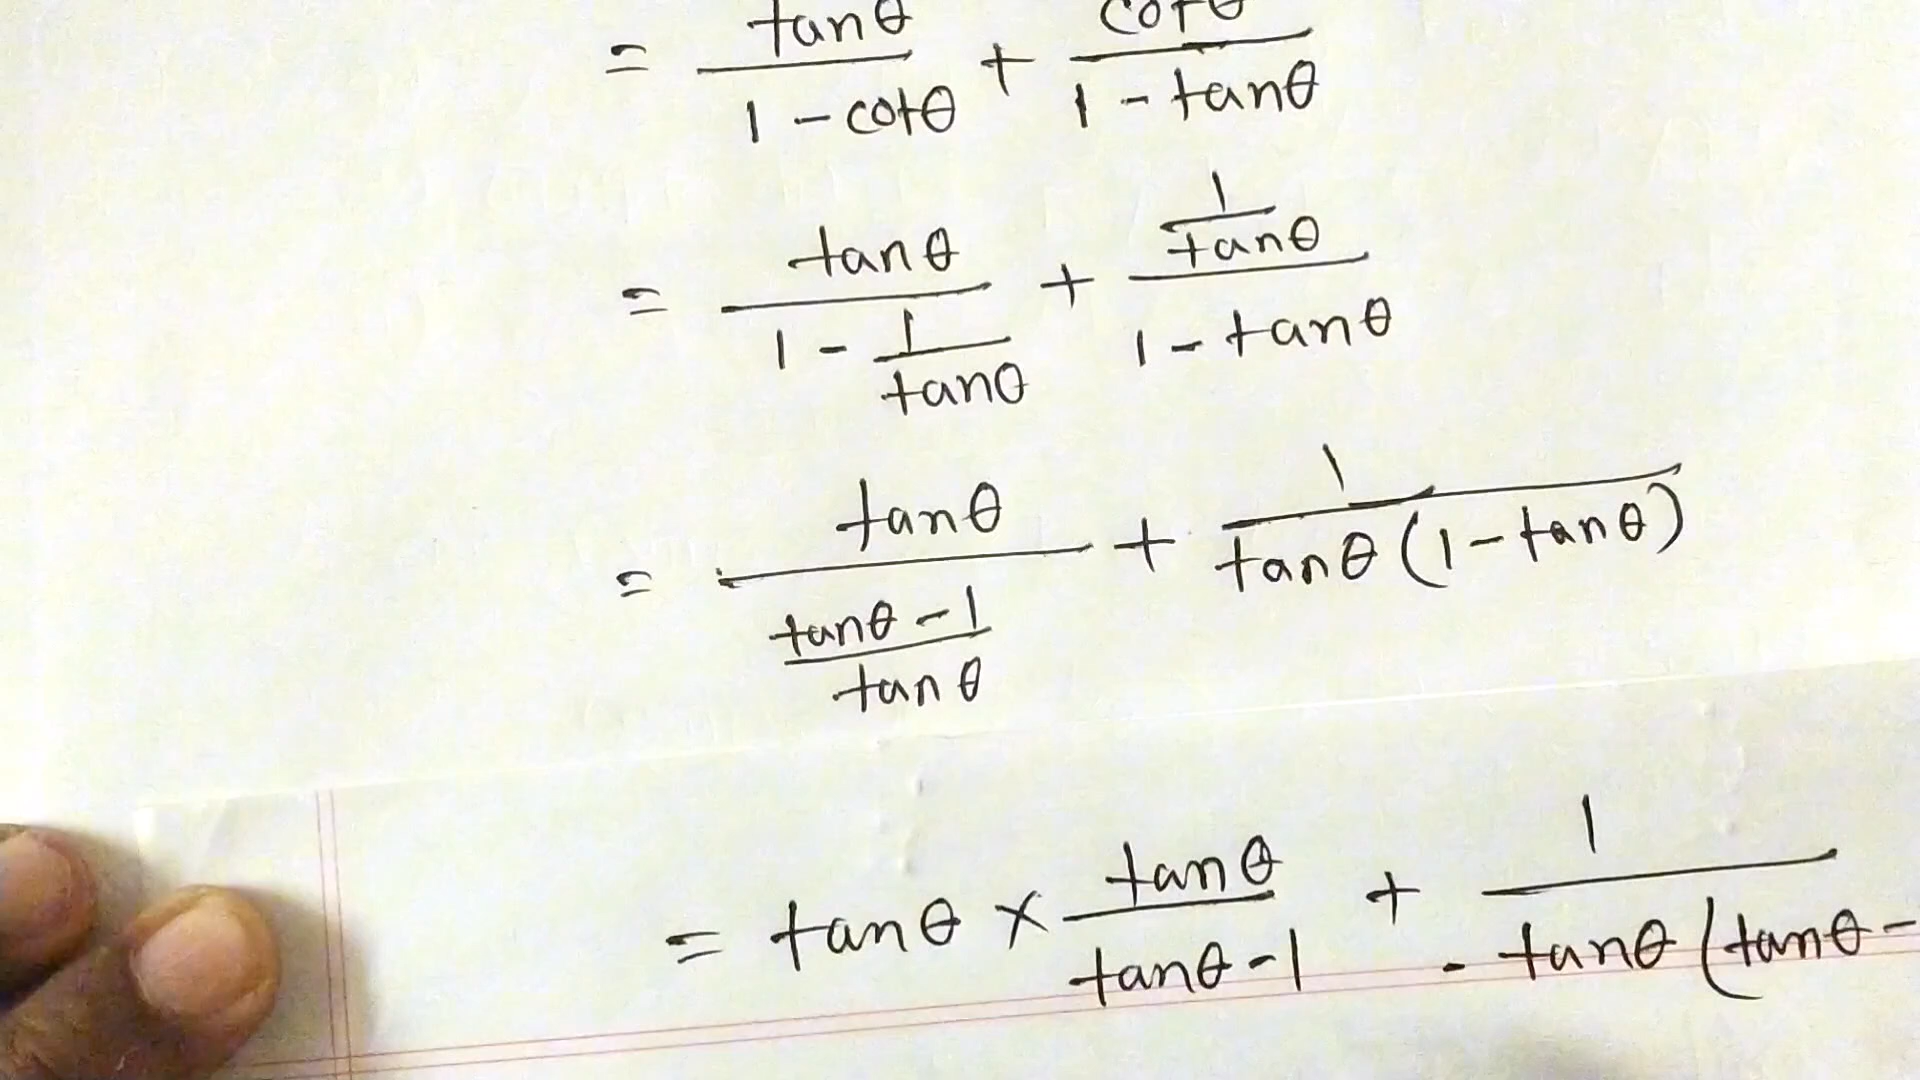 = tanθ / (1 - cotθ) + cotθ / (1 - tanθ)
= tanθ / (1 - 1/tanθ) + (1/tanθ) / (1 - tanθ)
= tanθ / ((tanθ - 1)/tanθ) + 1 / (tanθ (1 - tanθ))
= tanθ × tanθ / (tanθ - 1) + 1 / (- tanθ (tanθ -